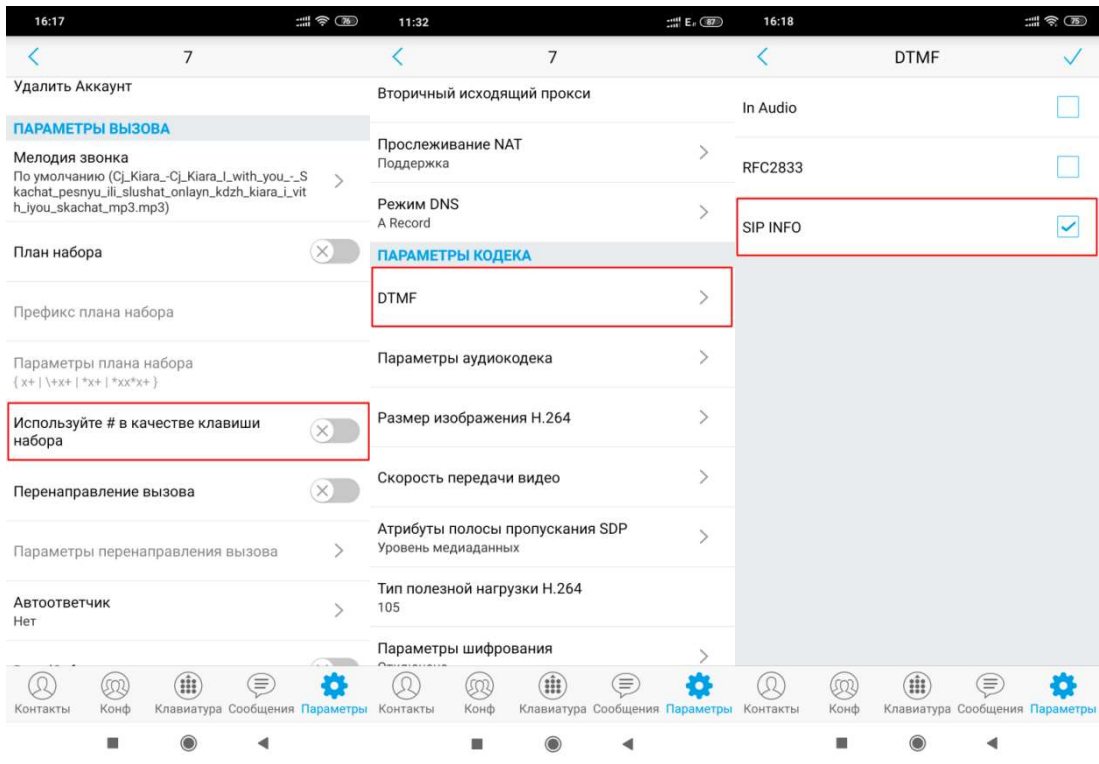 16:17
76
7
Удалить Аккаунт
ПАРАМЕТРЫ ВЫЗОВА
Мелодия звонка
По умолчанию (Cj_Kiara_-Cj_Kiara_I_with_you_-_S
kachat_pesnyu_ili_slushat_onlayn_kdzh_kiara_i_vit
h_iyou_skachat_mp3.mp3)
План набора
Префикс плана набора
Параметры плана набора
{ x+ | \+x+ | *x+ | *xx*x+ }
Используйте # в качестве клавиши
набора
Перенаправление вызова
Параметры перенаправления вызова
Автоответчик
Нет
Контакты
Конф
Клавиатура
Сообщения
Параметры
11:32
E
87
7
Вторичный исходящий прокси
Прослеживание NAT
Поддержка
Режим DNS
A Record
ПАРАМЕТРЫ КОДЕКА
DTMF
Параметры аудиокодека
Размер изображения H.264
Скорость передачи видео
Атрибуты полосы пропускания SDP
Уровень медиаданных
Тип полезной нагрузки H.264
105
Параметры шифрования
Контакты
Конф
Клавиатура
Сообщения
Параметры
16:18
75
DTMF
In Audio
RFC2833
SIP INFO
Контакты
Конф
Клавиатура
Сообщения
Параметры